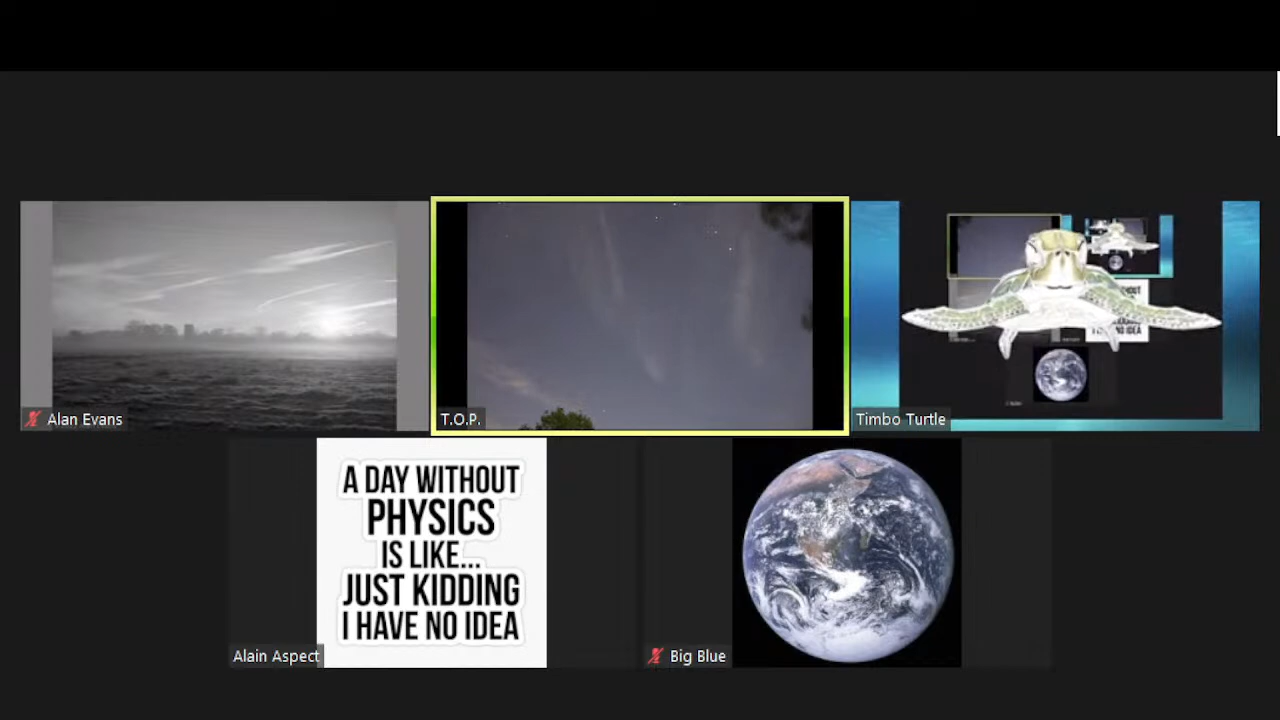 Alan Evans
T.O.P.
Timbo Turtle
A DAY WITHOUT
PHYSICS
IS LIKE...
JUST KIDDING
I HAVE NO IDEA
Alain Aspect
Big Blue